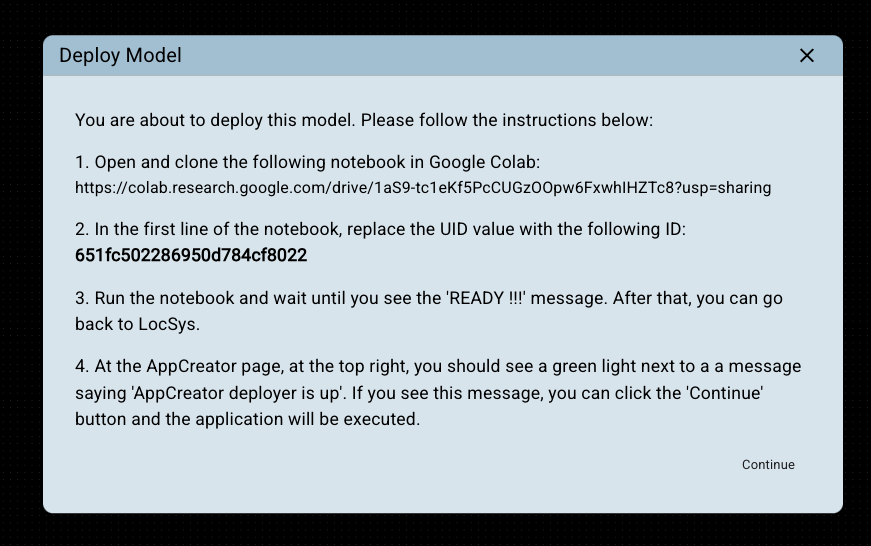 Deploy Model
You are about to deploy this model. Please follow the instructions below:
1. Open and clone the following notebook in Google Colab:
https://colab.research.google.com/drive/1aS9-tc1eKf5PcCUGzOOpw6FxwhIHZTc8?usp=sharing
2. In the first line of the notebook, replace the UID value with the following ID:
651fc502286950d784cf8022
3. Run the notebook and wait until you see the 'READY !!!' message. After that, you can go
back to LocSys.
4. At the AppCreator page, at the top right, you should see a green light next to a a message
saying 'AppCreator deployer is up'. If you see this message, you can click the 'Continue'
button and the application will be executed.
Continue